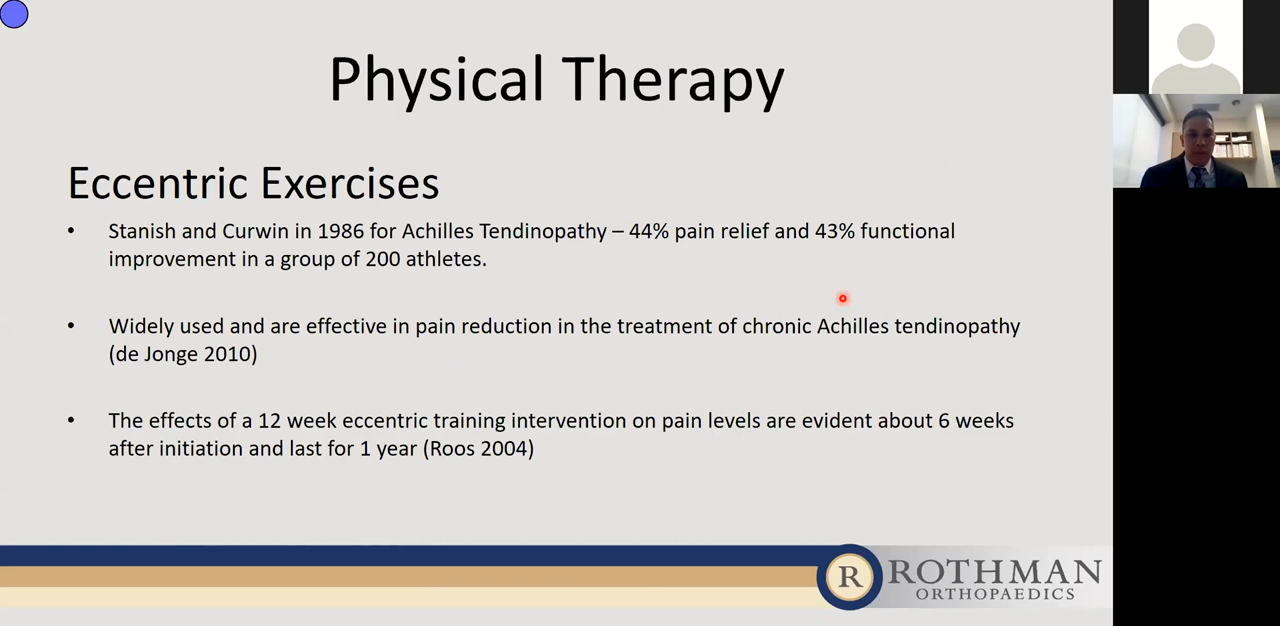 Physical Therapy
Eccentric Exercises
• Stanish and Curwin in 1986 for Achilles Tendinopathy – 44% pain relief and 43% functional
improvement in a group of 200 athletes.
• Widely used and are effective in pain reduction in the treatment of chronic Achilles tendinopathy
(de Jonge 2010)
• The effects of a 12 week eccentric training intervention on pain levels are evident about 6 weeks
after initiation and last for 1 year (Roos 2004)
R ROTHMAN
ORTHOPAEDICS